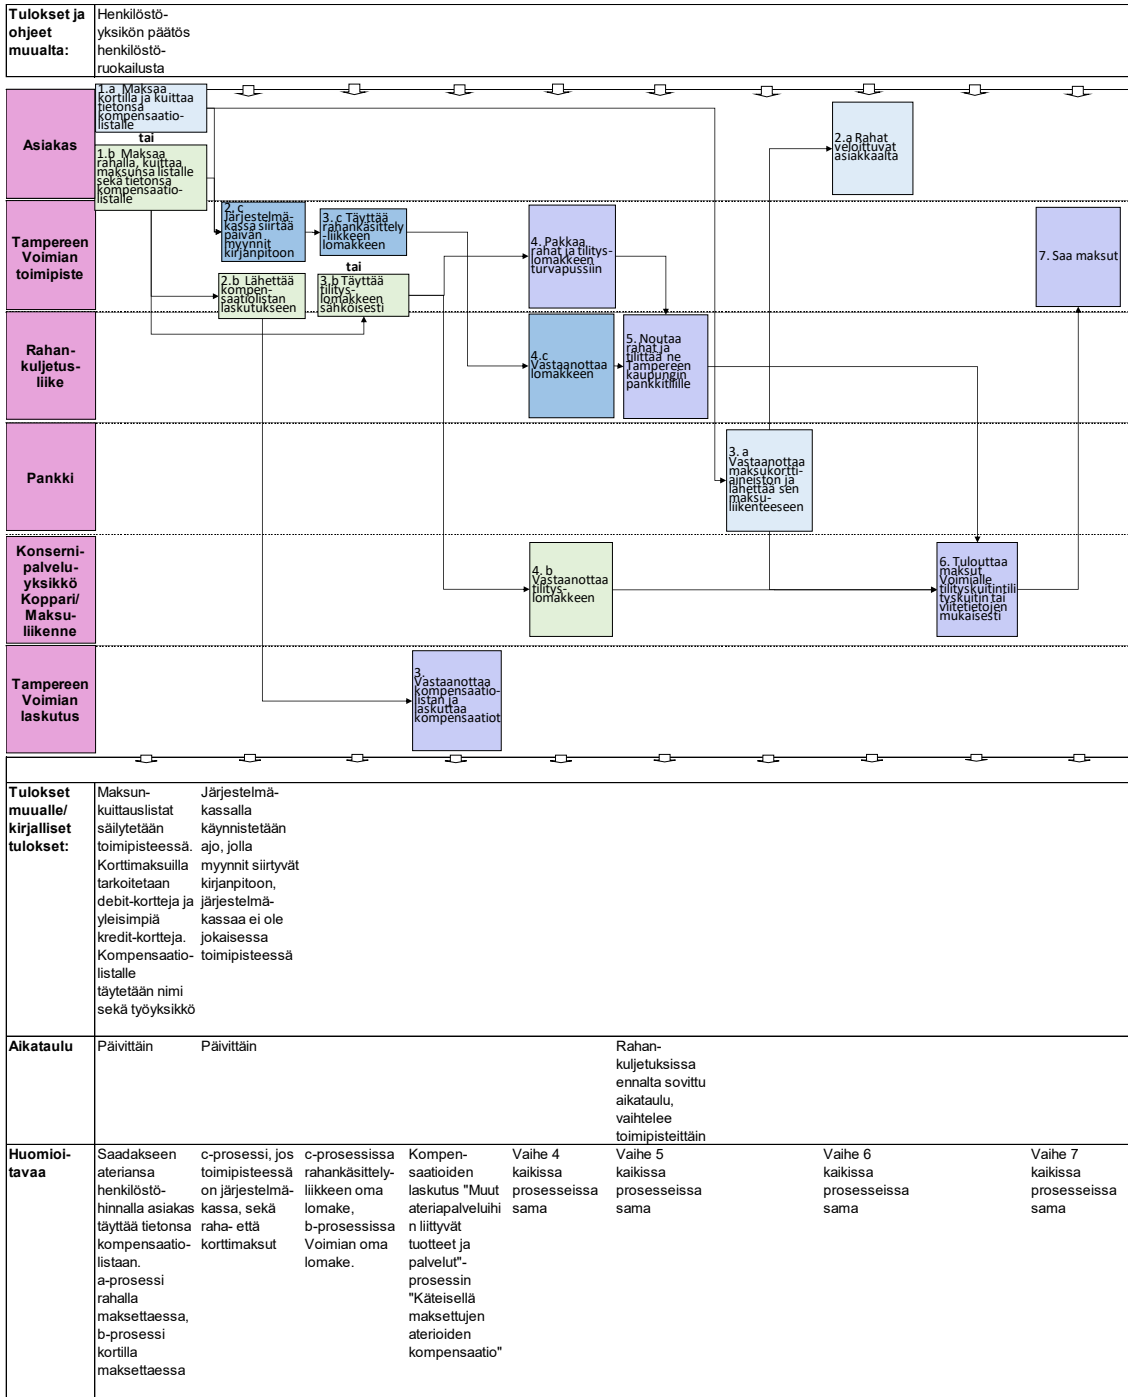 Tulokset ja
ohjeet
muualta:
Henkilöstö-
yksikön päätös
henkilöstö-
ruokailusta
Asiakas
1.a Maksaa
kortilla ja kuittaa
tietonsa
kompensaatio-
listalle
tai
1.b Maksaa
rahalla, kuittaa
maksunsa listalle
sekä tietonsa
kompensaatio-
listalle
2.a Rahat
veloittuvat
asiakkaalta
Tampereen
Voimian
toimipiste
2. c
Järjestelmä-
kassa siirtää
päivän
myynnit
kirjanpitoon
3. c Täyttää
rahankäsittely
-liikkeen
lomakkeen
tai
2.b Lähettää
kompen-
saatiolistan
laskutukseen
3.b Täyttää
tilitys-
lomakkeen
sähköisesti
4. Pakkaa
rahat ja tilitys-
lomakkeen
turvapussiin
7. Saa maksut
Rahan-
kuljetus-
liike
4.c
Vastaanottaa
lomakkeen
5. Noutaa
rahat ja
tilittää ne
Tampereen
kaupungin
pankkitilille
Pankki
3. a
Vastaanottaa
maksukortti-
aineiston ja
lähettää sen
maksu-
liikenteeseen
Konserni-
palvelu-
yksikkö
Koppari/
Maksu-
liikenne
4. b
Vastaanottaa
tilitys-
lomakkeen
6. Tulouttaa
maksut
Voimialle
tilityskuitintili
tyskuitin tai
viitetietojen
mukaisesti
Tampereen
Voimian
laskutus
3.
Vastaanottaa
kompensaatio-
listan ja
laskuttaa
kompensaatiot
Tulokset
muualle/
kirjalliset
tulokset:
Maksun-
kuittauslistat
säilytetään
toimipisteessä.
Korttimaksuilla
tarkoitetaan
debit-kortteja ja
yleisimpiä
kredit-kortteja.
Kompensaatio-
listalle
täytetään nimi
sekä työyksikkö
Järjestelmä-
kassalla
käynnistetään
ajo, jolla
myynnit siirtyvät
kirjanpitoon,
järjestelmä-
kassaa ei ole
jokaisessa
toimipisteessä
Aikataulu
Päivittäin
Päivittäin
Rahan-
kuljetuksissa
ennalta sovittu
aikataulu,
vaihtelee
toimipisteittäin
Huomioi-
tavaa
Saadakseen
ateriansa
henkilöstö-
hinnalla asiakas
täyttää tietonsa
kompensaatio-
listaan.
a-prosessi
rahalla
maksettaessa,
b-prosessi
kortilla
maksettaessa
c-prosessi, jos
toimipisteessä
on järjestelmä-
kassa, sekä
raha- että
korttimaksut
c-prosessissa
rahankäsittely-
liikkeen oma
lomake,
b-prosessissa
Voimian oma
lomake.
Kompen-
saatioiden
laskutus "Muut
ateriapalveluihi
n liittyvät
tuotteet ja
palvelut"-
prosessin
"Käteisellä
maksettujen
aterioiden
kompensaatio"
Vaihe 4
kaikissa
prosesseissa
sama
Vaihe 5
kaikissa
prosesseissa
sama
Vaihe 6
kaikissa
prosesseissa
sama
Vaihe 7
kaikissa
prosesseissa
sama